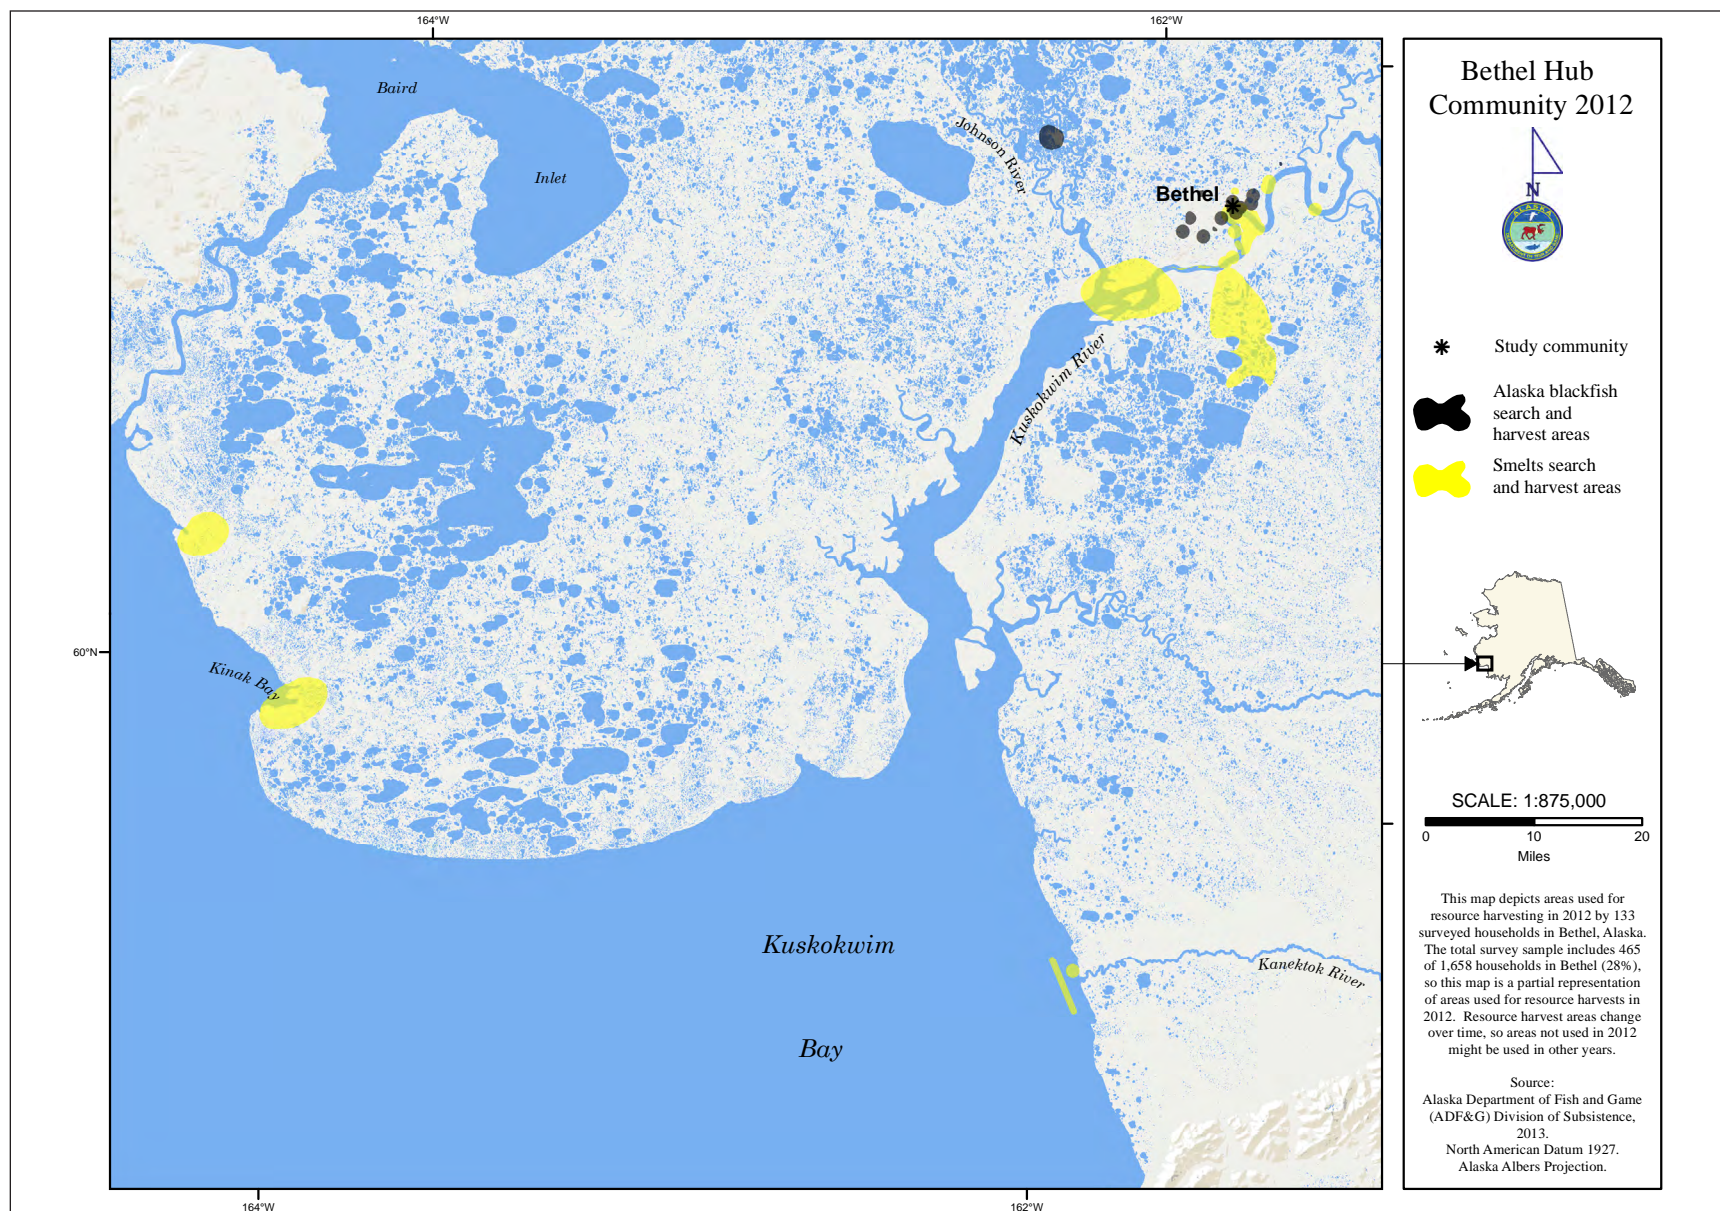 164°W
162°W
Baird
Inlet
Johnson River
Bethel
Kuskokwim River
60°N
Kinak Bay
Kuskokwim
Bay
Kanektok River
164°W
162°W
Bethel Hub
Community 2012
N
ALASKA
Study community
Alaska blackfish
search and
harvest areas
Smelts search
and harvest areas
SCALE: 1:875,000
0 10 20
Miles
This map depicts areas used for
resource harvesting in 2012 by 133
surveyed households in Bethel, Alaska.
The total survey sample includes 465
of 1,658 households in Bethel (28%),
so this map is a partial representation
of areas used for resource harvests in
2012. Resource harvest areas change
over time, so areas not used in 2012
might be used in other years.
Source:
Alaska Department of Fish and Game
(ADF&G) Division of Subsistence,
2013.
North American Datum 1927.
Alaska Albers Projection.